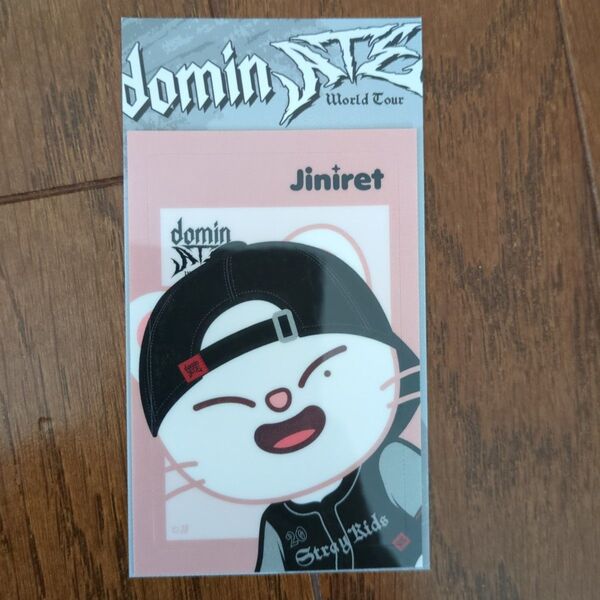 dominATE
World Tour
Jiniret
domin
ATE
20
Stray Kids